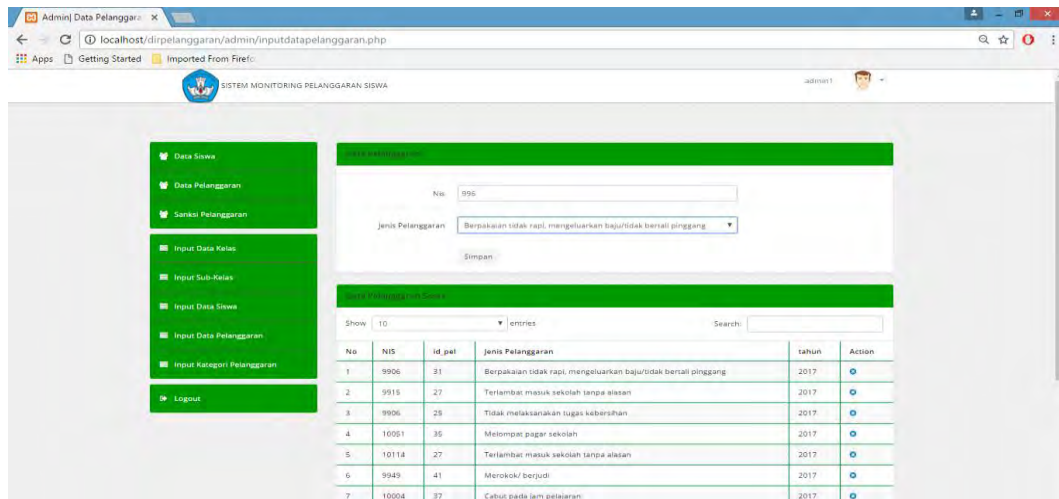 Admin| Data Pelanggara
localhost/dirpelanggaran/admin/inputdatapelanggaran.php
Apps Getting Started Imported From Firefo
SISTEM MONITORING PELANGGARAN SISWA
admin1
Data Siswa
Data Pelanggaran
Sanksi Pelanggaran
Input Data Kelas
Input Sub-Kelas
Input Data Siswa
Input Data Pelanggaran
Input Kategori Pelanggaran
Logout
Data Pelanggaran
Nis 996
Jenis Pelanggaran Berpakaian tidak rapi, mengeluarkan baju/tidak bertali pinggang
Simpan
Data Pelanggaran Siswa
Show 10 entries Search:
No NIS id_pel Jenis Pelanggaran tahun Action
1 9906 31 Berpakaian tidak rapi, mengeluarkan baju/tidak bertali pinggang 2017
2 9915 27 Terlambat masuk sekolah tanpa alasan 2017
3 9906 28 Tidak melaksanakan tugas kebersihan 2017
4 10051 35 Melompat pagar sekolah 2017
5 10114 27 Terlambat masuk sekolah tanpa alasan 2017
6 9949 41 Merokok/ berjudi 2017
7 10004 37 Cabut pada jam pelajaran 2017